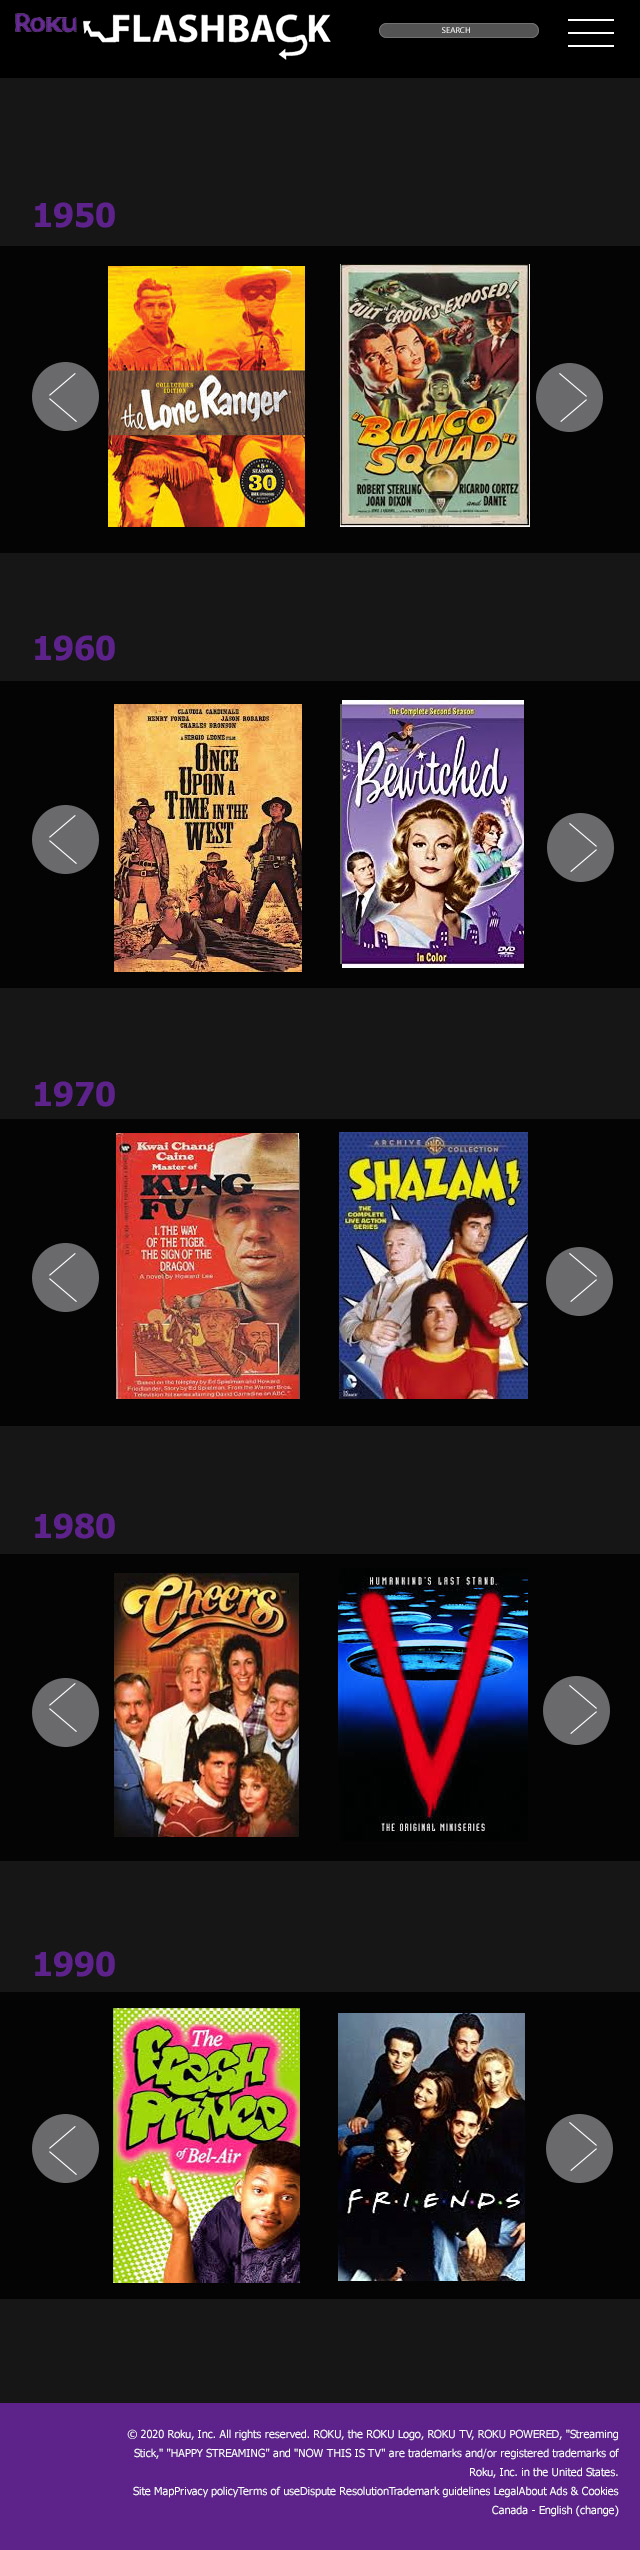 ROKU FLASHBACK
SEARCH
1950
COLLECTOR'S
EDITION
the Lone Ranger
5
SEASONS
30
"CULT" CROOKS EXPOSED!
"BUNCO
SQUAD"
ROBERT STERLING RICARDO CORTEZ
JOAN DIXON and DANTE
1960
CLAUDIA CARDINALE
HENRY FONDA JASON ROBARDS
CHARLES BRONSON
A SERGIO LEONE FILM
ONCE
UPON A
TIME IN THE
WEST
The Complete Second Season
Bewitched
In Color
DVD
1970
Kwai Chang
Caine
Master of
KUNG
FU
1. THE WAY
OF THE TIGER,
THE SIGN OF THE
DRAGON
A novel by Howard Lee
Based on the teleplay by Ed Spielman and Howard
Friedlander, Story by Ed Spielman. From the Warner Bros.
Television full series starring David Carradine on ABC.
ARCHIVE WB COLLECTION
SHAZAM!
THE
COMPLETE
LIVE ACTION
SERIES
1980
Cheers
HUMANKIND'S LAST STAND.
V
THE ORIGINAL MINISERIES
1990
The
Fresh
Prince
of Bel-Air
F·R·I·E·N·D·S
© 2020 Roku, Inc. All rights reserved. ROKU, the ROKU Logo, ROKU TV, ROKU POWERED, "Streaming
Stick," "HAPPY STREAMING" and "NOW THIS IS TV" are trademarks and/or registered trademarks of
Roku, Inc. in the United States.
Site MapPrivacy policyTerms of useDispute ResolutionTrademark guidelines LegalAbout Ads & Cookies
Canada - English (change)